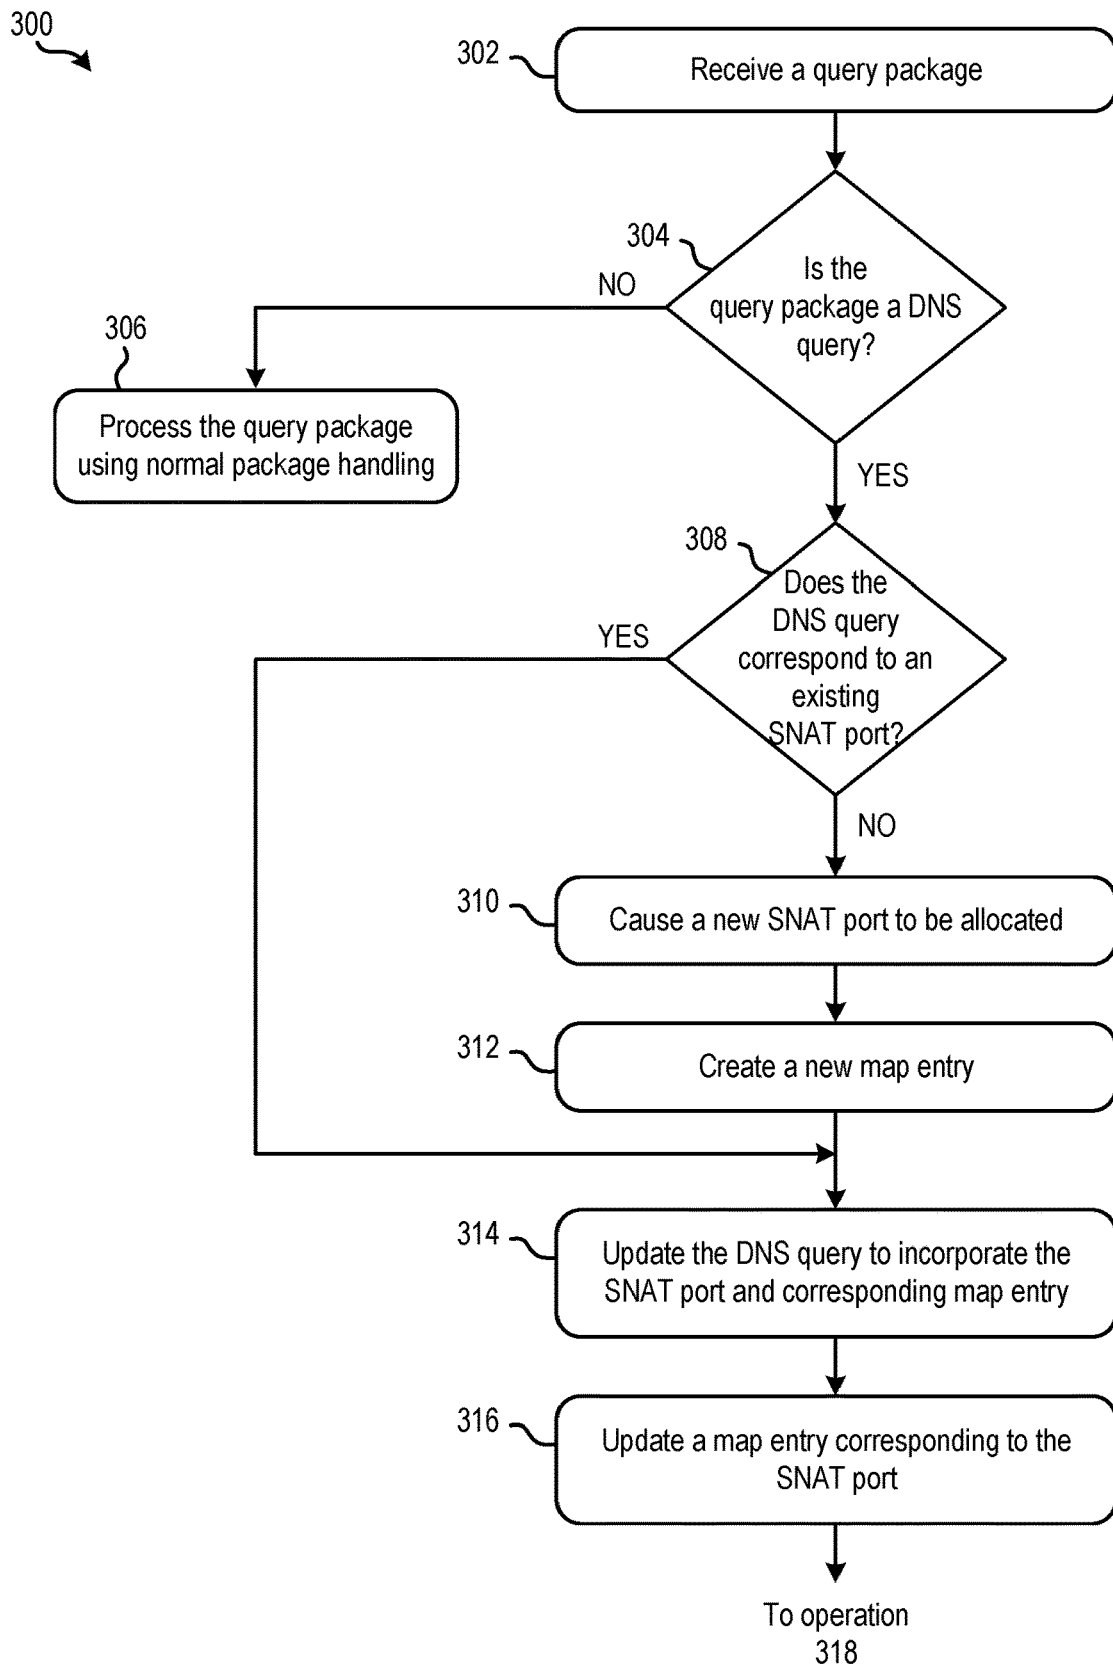 300
302
Receive a query package
304
Is the
query package a DNS
query?
NO
306
Process the query package
using normal package handling
YES
308
Does the
DNS query
correspond to an
existing
SNAT port?
YES
NO
310
Cause a new SNAT port to be allocated
312
Create a new map entry
314
Update the DNS query to incorporate the
SNAT port and corresponding map entry
316
Update a map entry corresponding to the
SNAT port
To operation
318